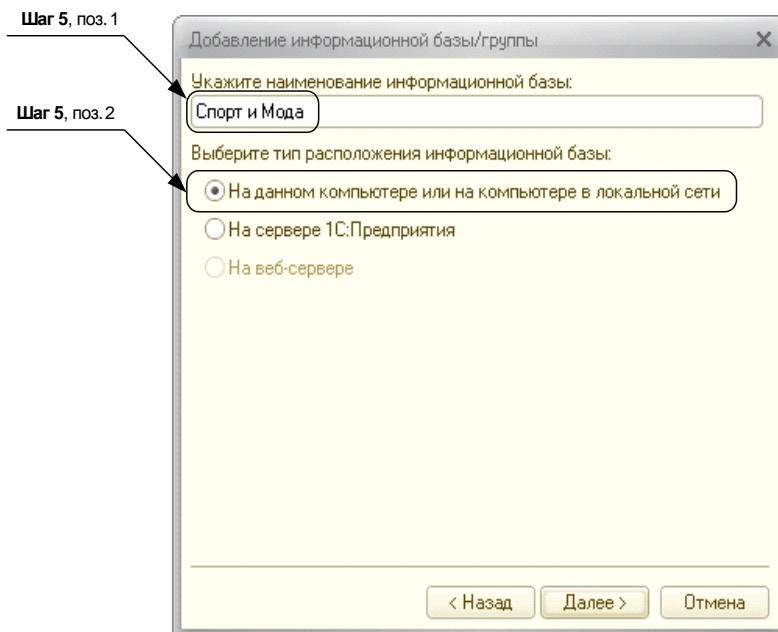 Шаг 5, поз. 1
Добавление информационной базы/группы
Укажите наименование информационной базы:
Спорт и Мода
Шаг 5, поз. 2
Выберите тип расположения информационной базы:
На данном компьютере или на компьютере в локальной сети
На сервере 1С:Предприятия
На веб-сервере
< Назад
Далее >
Отмена